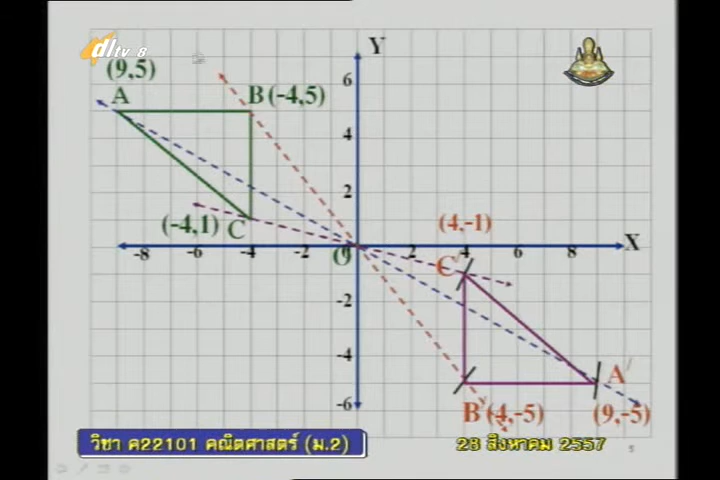 dltv 8
Y
(9,5)
A
B (-4,5)
6
4
2
(-4,1) C
(4,-1)
X
-8 -6 -4 0 2 4 6 8
O
C'
-2
-4
-6
A'
B' (4,-5)
(9,-5)
วิชา ค22101 คณิตศาสตร์ (ม.2)
28 สิงหาคม 2557
5